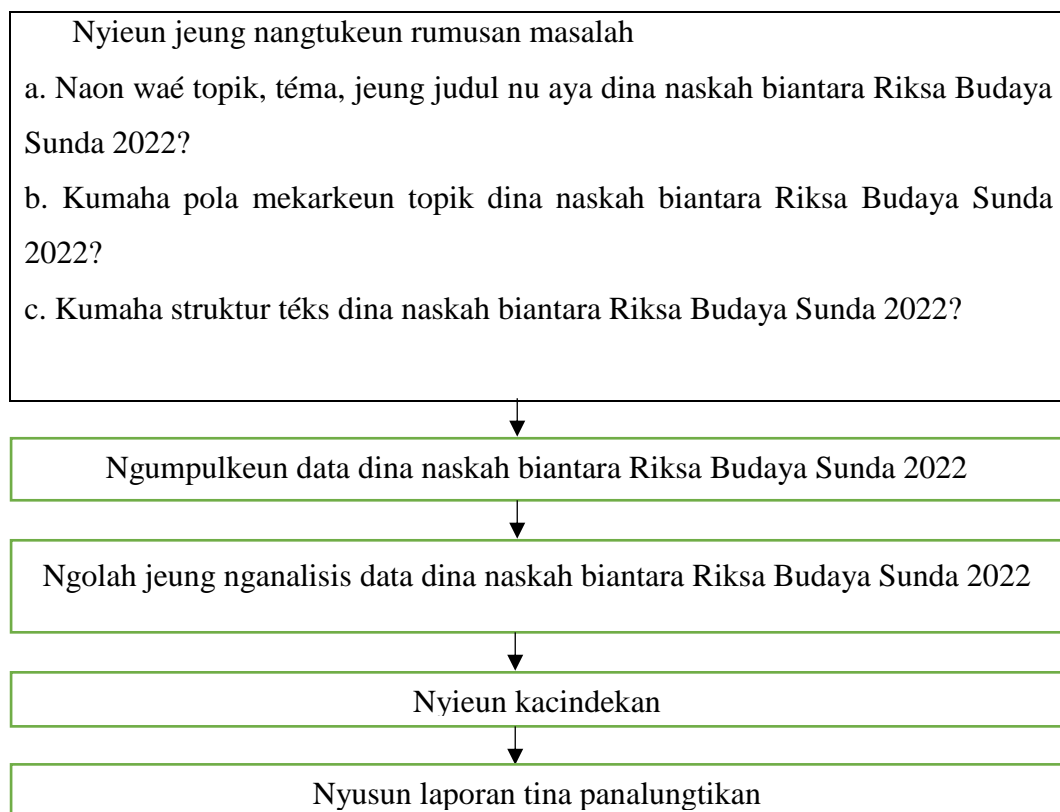 Nyieun jeung nangtukeun rumusan masalah
a. Naon waé topik, téma, jeung judul nu aya dina naskah biantara Riksa Budaya
Sunda 2022?
b. Kumaha pola mekarkeun topik dina naskah biantara Riksa Budaya Sunda
2022?
c. Kumaha struktur téks dina naskah biantara Riksa Budaya Sunda 2022?
Ngumpulkeun data dina naskah biantara Riksa Budaya Sunda 2022
Ngolah jeung nganalisis data dina naskah biantara Riksa Budaya Sunda 2022
Nyieun kacindekan
Nyusun laporan tina panalungtikan